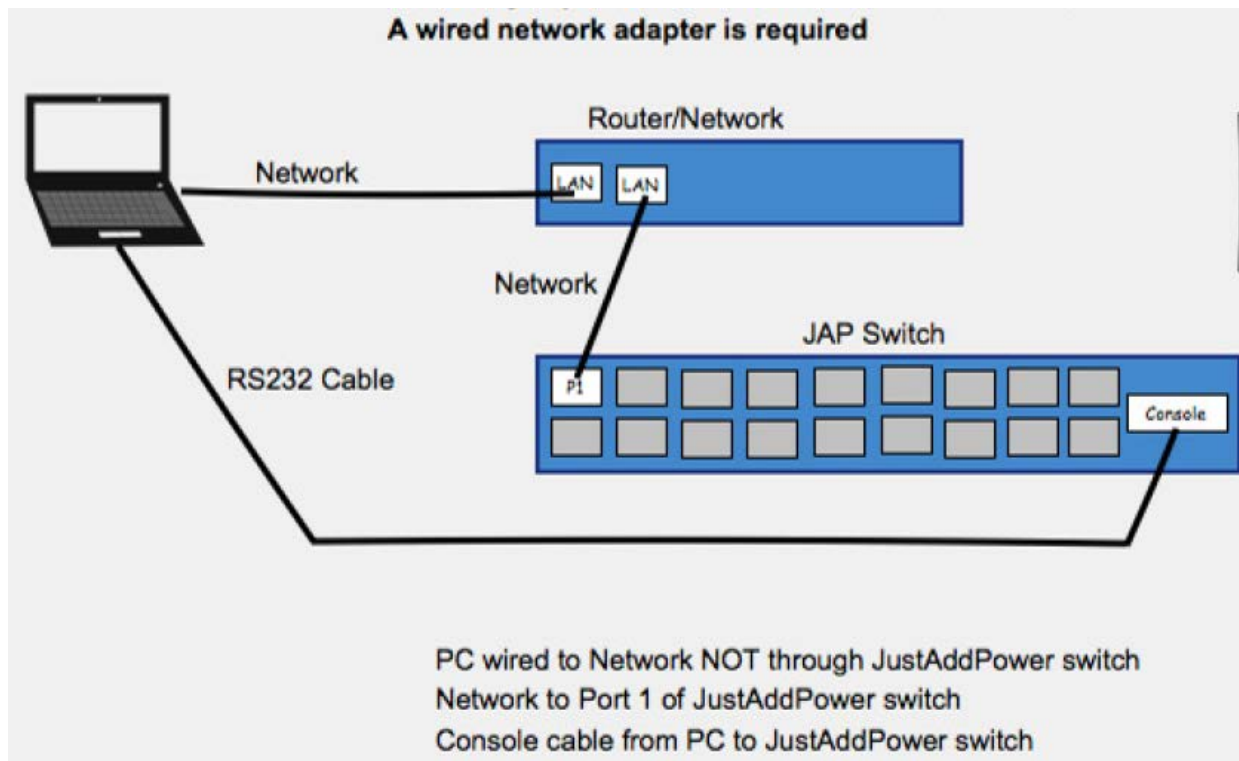 A wired network adapter is required
Router/Network
Network
LAN
LAN
Network
JAP Switch
RS232 Cable
P1
Console
PC wired to Network NOT through JustAddPower switch
Network to Port 1 of JustAddPower switch
Console cable from PC to JustAddPower switch